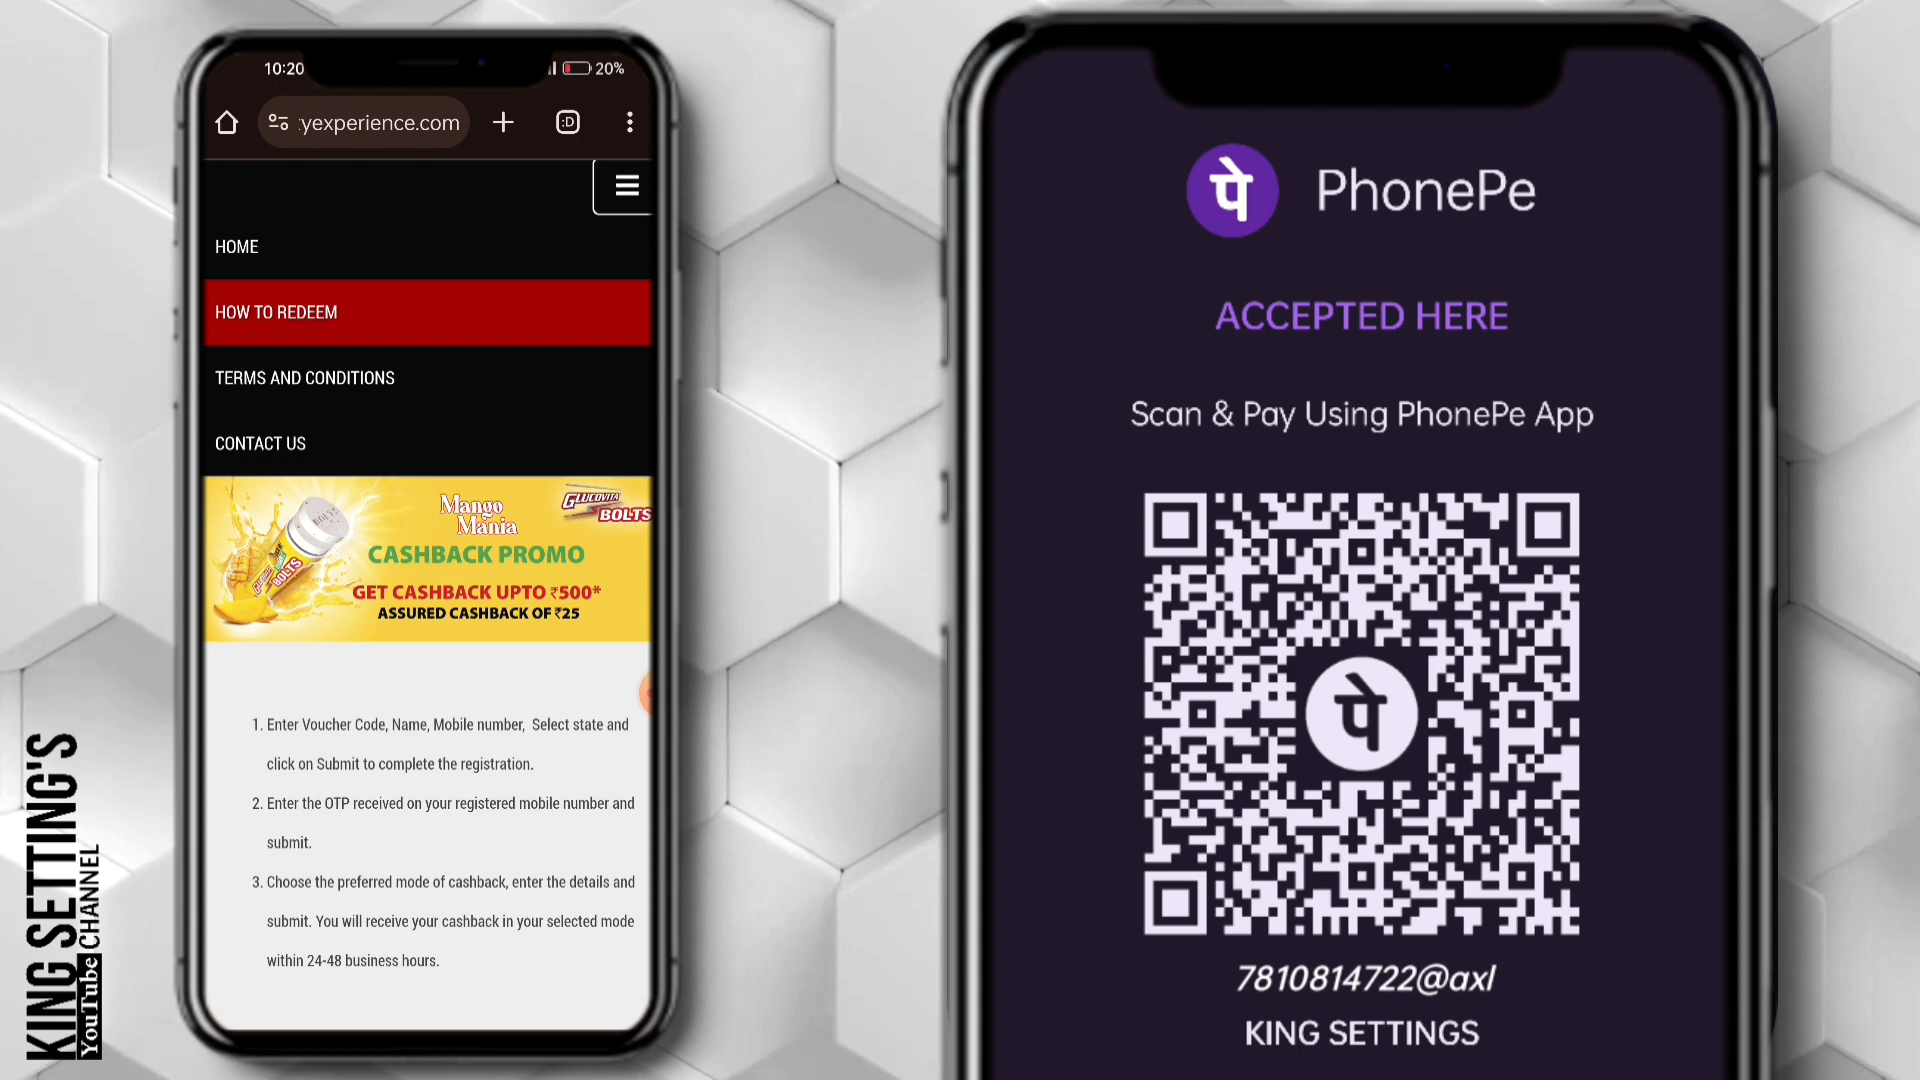 10:20
20%
:yexperience.com
:D
HOME
HOW TO REDEEM
TERMS AND CONDITIONS
CONTACT US
Mango
Mania
GLUCOVITA
BOLTS
CASHBACK PROMO
GET CASHBACK UPTO ₹500*
ASSURED CASHBACK OF ₹25
BOLTS
1. Enter Voucher Code, Name, Mobile number, Select state and
click on Submit to complete the registration.
2. Enter the OTP received on your registered mobile number and
submit.
3. Choose the preferred mode of cashback, enter the details and
submit. You will receive your cashback in your selected mode
within 24-48 business hours.
KING SETTING'S
YouTube CHANNEL
पे PhonePe
ACCEPTED HERE
Scan & Pay Using PhonePe App
पे
7810814722@axl
KING SETTINGS